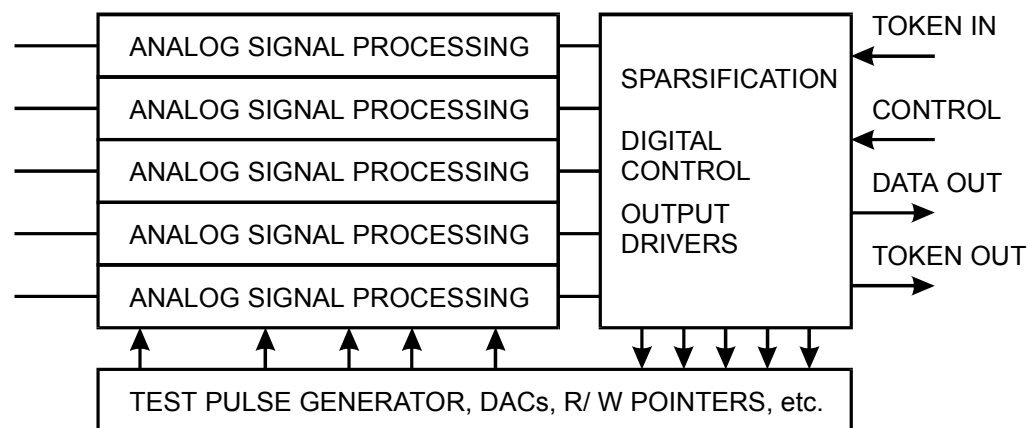 ANALOG SIGNAL PROCESSING
ANALOG SIGNAL PROCESSING
ANALOG SIGNAL PROCESSING
ANALOG SIGNAL PROCESSING
ANALOG SIGNAL PROCESSING
SPARSIFICATION
DIGITAL
CONTROL
OUTPUT
DRIVERS
TOKEN IN
CONTROL
DATA OUT
TOKEN OUT
TEST PULSE GENERATOR, DACs, R/ W POINTERS, etc.